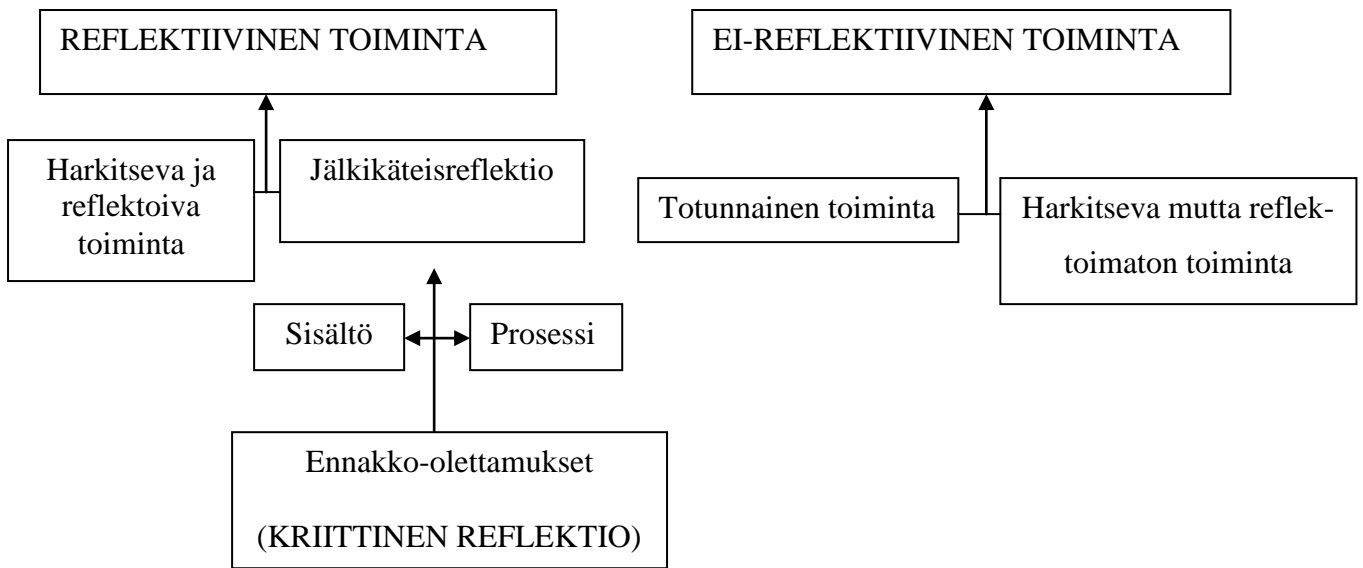 REFLEKTIIVINEN TOIMINTA
EI-REFLEKTIIVINEN TOIMINTA
Harkitseva ja
reflektoiva
toiminta
Jälkikäteisreflektio
Totunnainen toiminta
Harkitseva mutta reflek-
toimaton toiminta
Sisältö
Prosessi
Ennakko-olettamukset
(KRIITTINEN REFLEKTIO)